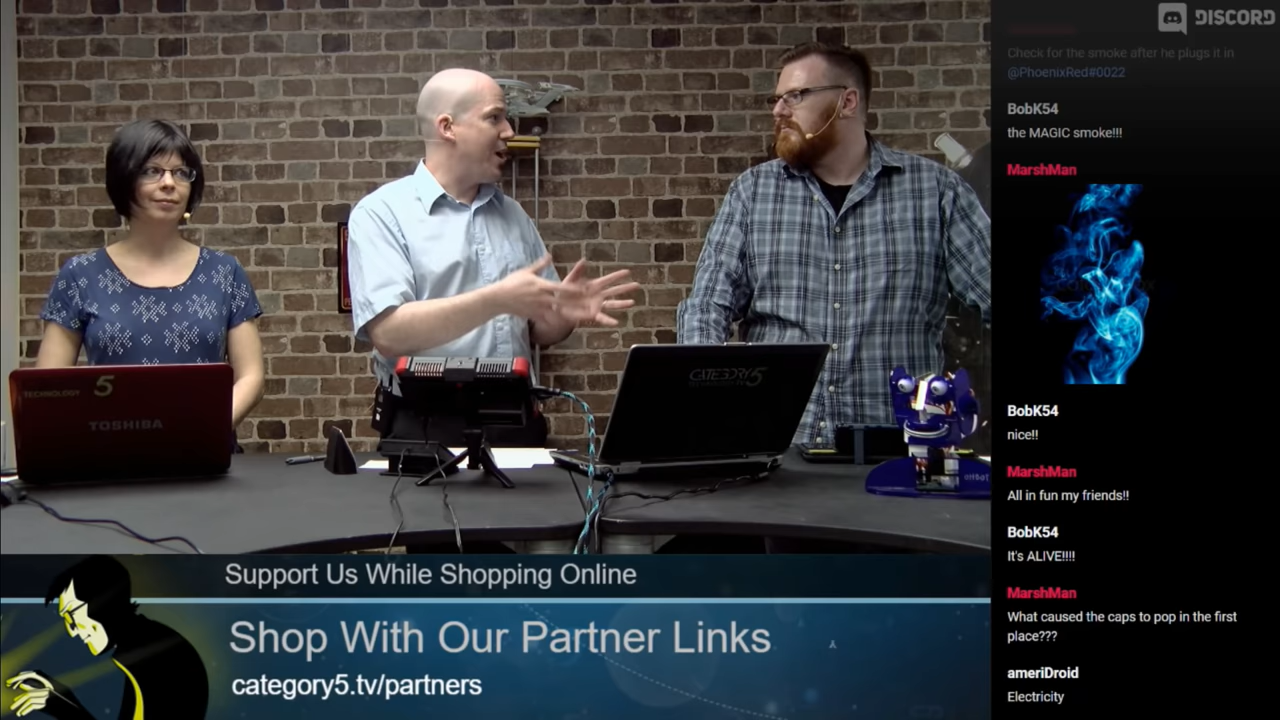 DISCORD
Check for the smoke after he plugs it in
@PhoenixRed#0022
BobK54
the MAGIC smoke!!!
MarshMan
BobK54
nice!!
MarshMan
All in fun my friends!!
BobK54
It's ALIVE!!!!
MarshMan
What caused the caps to pop in the first
place???
ameriDroid
Electricity
TECHNOLOGY 5
TOSHIBA
CATEGORY5
Support Us While Shopping Online
Shop With Our Partner Links
category5.tv/partners